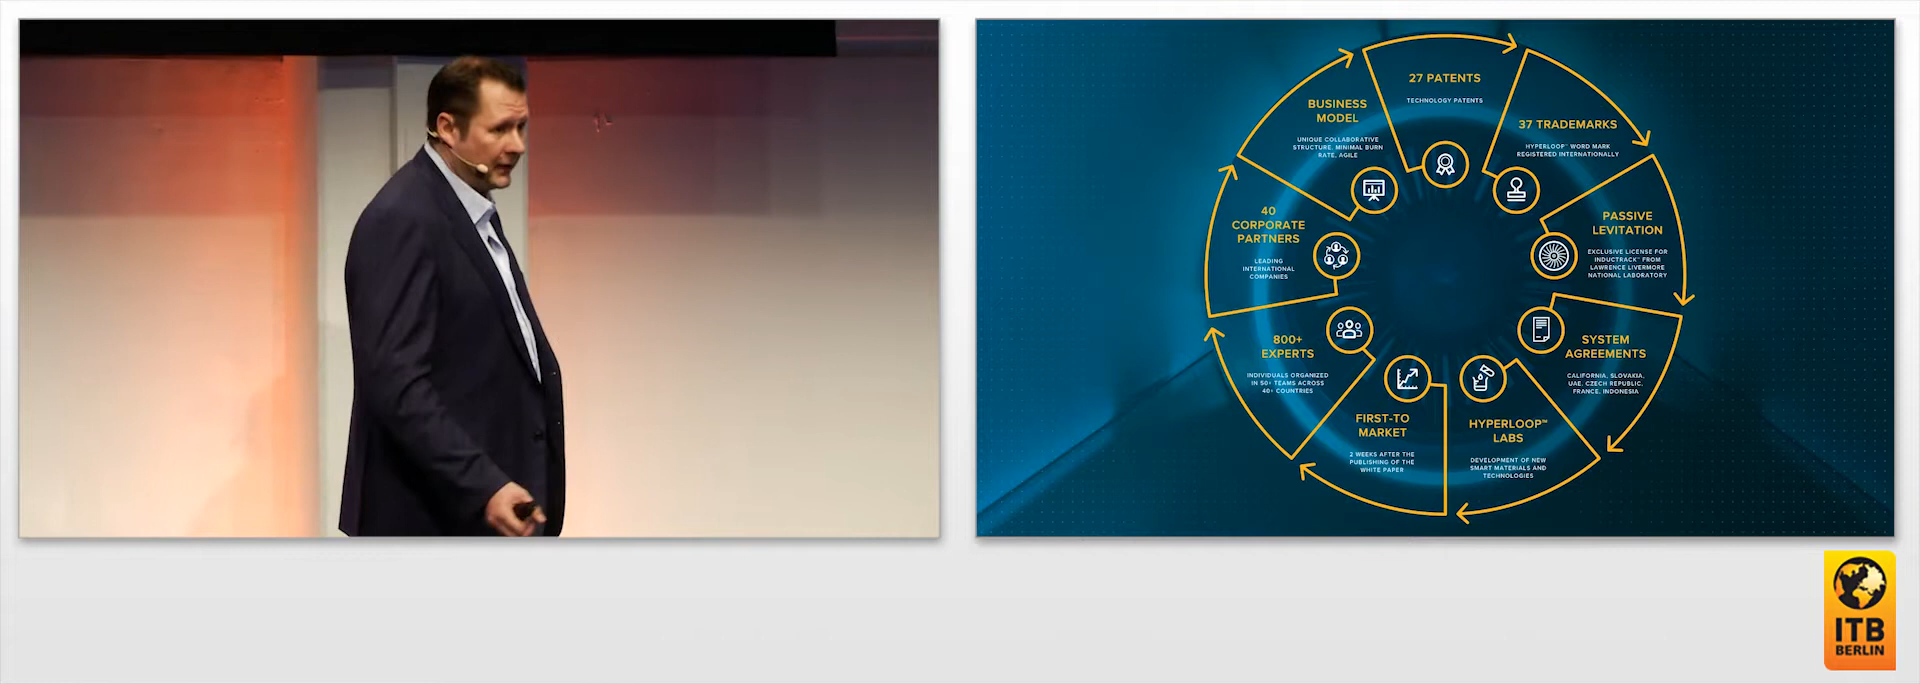 27 PATENTS
TECHNOLOGY PATENTS
37 TRADEMARKS
HYPERLOOP™ WORD MARK
REGISTERED INTERNATIONALLY
PASSIVE
LEVITATION
EXCLUSIVE LICENSE FOR
INDUCTRACK™ FROM
LAWRENCE LIVERMORE
NATIONAL LABORATORY
SYSTEM
AGREEMENTS
CALIFORNIA, SLOVAKIA,
UAE, CZECH REPUBLIC,
FRANCE, INDONESIA
HYPERLOOP™
LABS
DEVELOPMENT OF NEW
SMART MATERIALS AND
TECHNOLOGIES
FIRST-TO
MARKET
2 WEEKS AFTER THE
PUBLISHING OF THE
WHITE PAPER
800+
EXPERTS
INDIVIDUALS ORGANIZED
IN 50+ TEAMS ACROSS
40+ COUNTRIES
40
CORPORATE
PARTNERS
LEADING
INTERNATIONAL
COMPANIES
BUSINESS
MODEL
UNIQUE COLLABORATIVE
STRUCTURE, MINIMAL BURN
RATE, AGILE
ITB
BERLIN